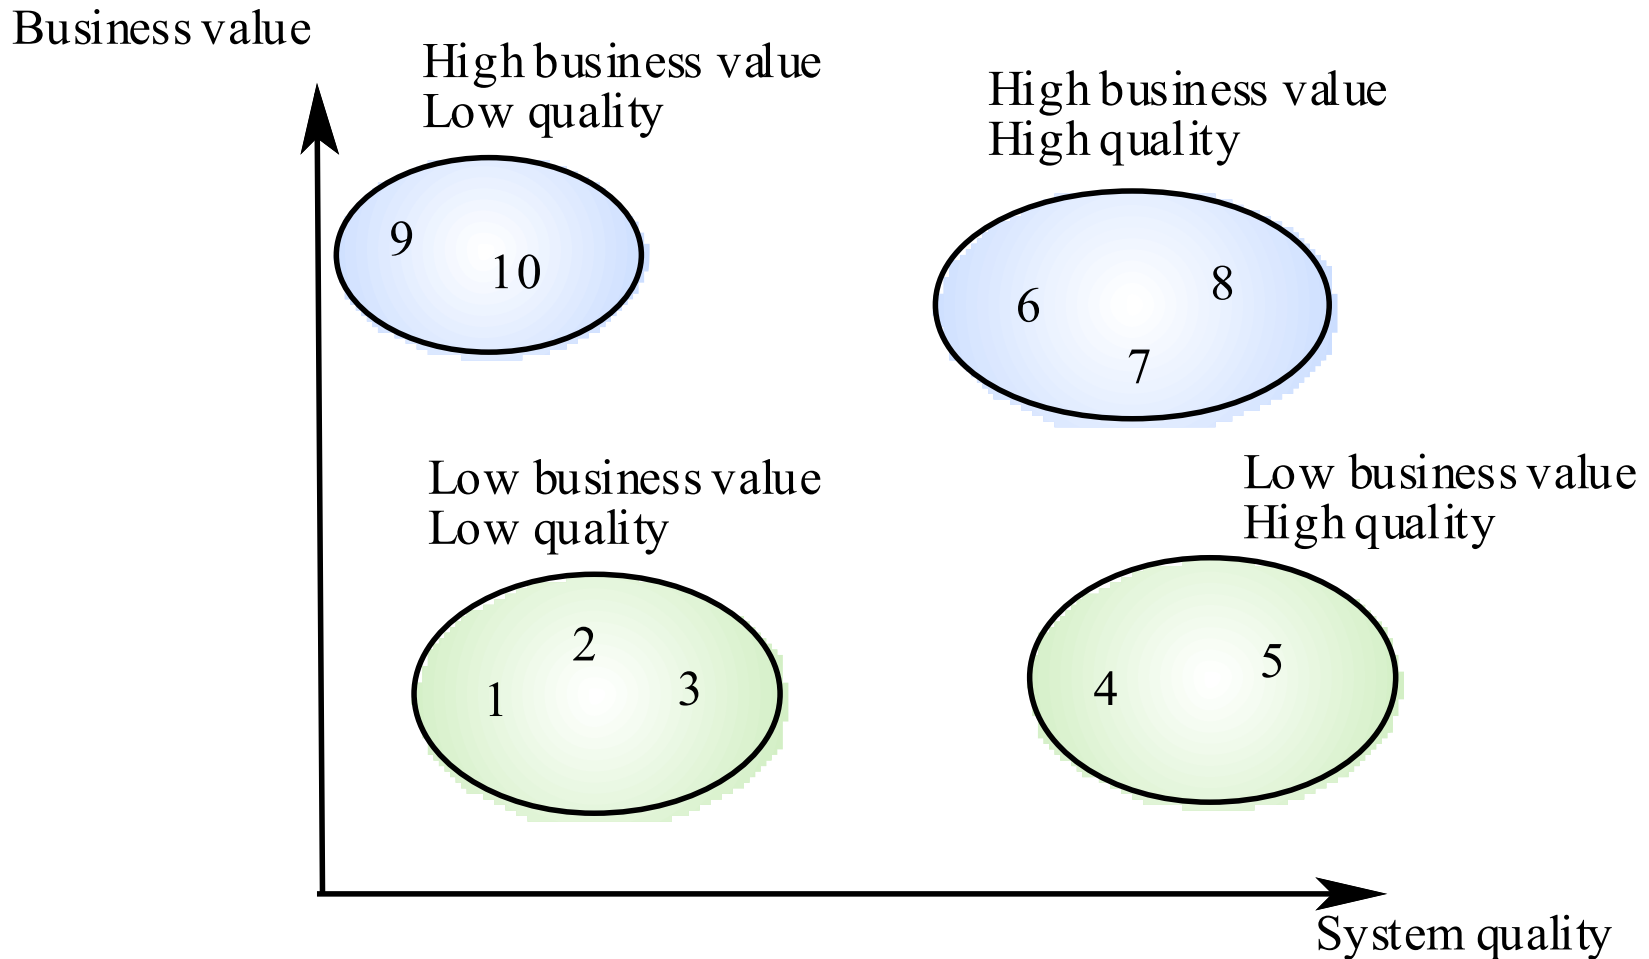 Business value
High business value
Low quality
High business value
High quality
9
10
6
8
7
Low business value
Low quality
Low business value
High quality
2
1
3
4
5
System quality